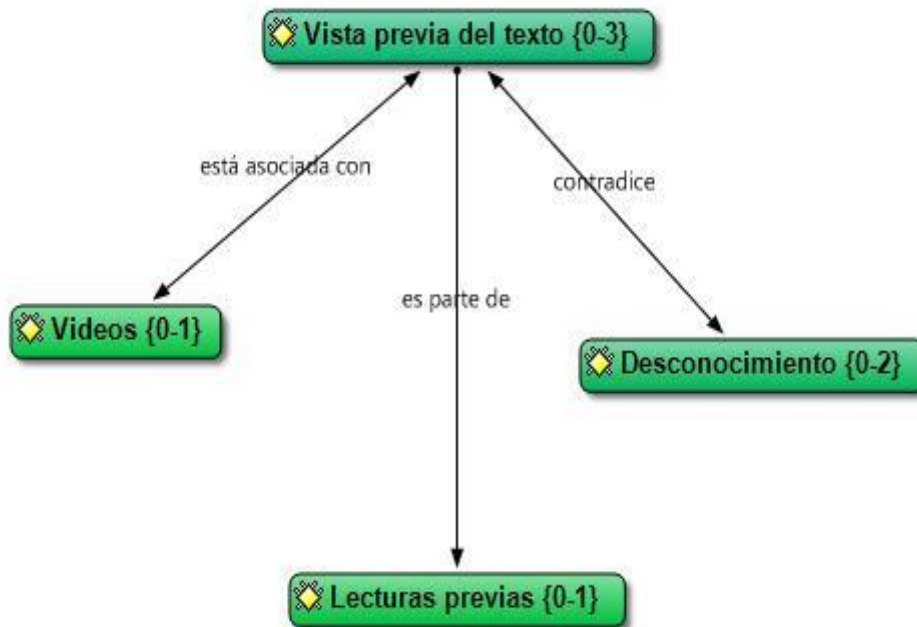 Vista previa del texto {0-3}
está asociada con
contradice
es parte de
Videos {0-1}
Desconocimiento {0-2}
Lecturas previas {0-1}